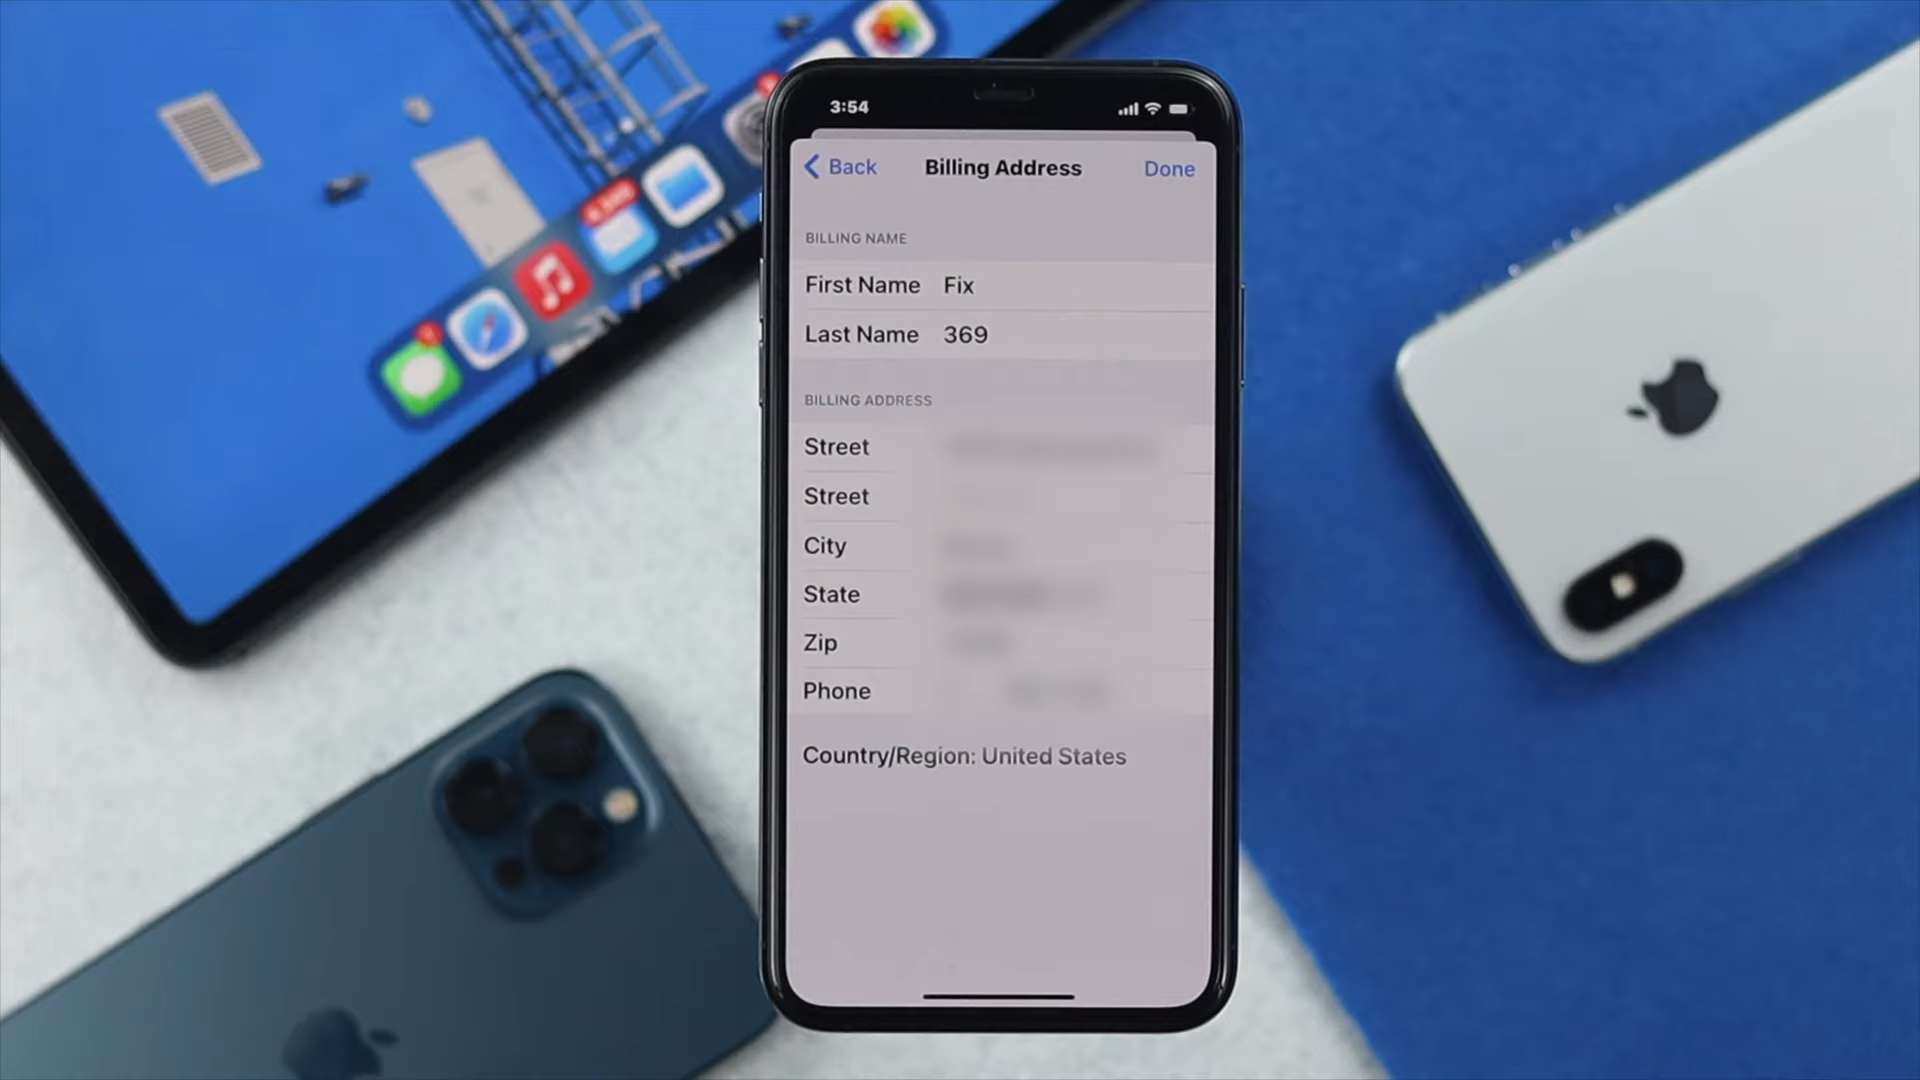 3:54
Back Billing Address Done
BILLING NAME
First Name Fix
Last Name 369
BILLING ADDRESS
Street
Street
City
State
Zip
Phone
Country/Region: United States